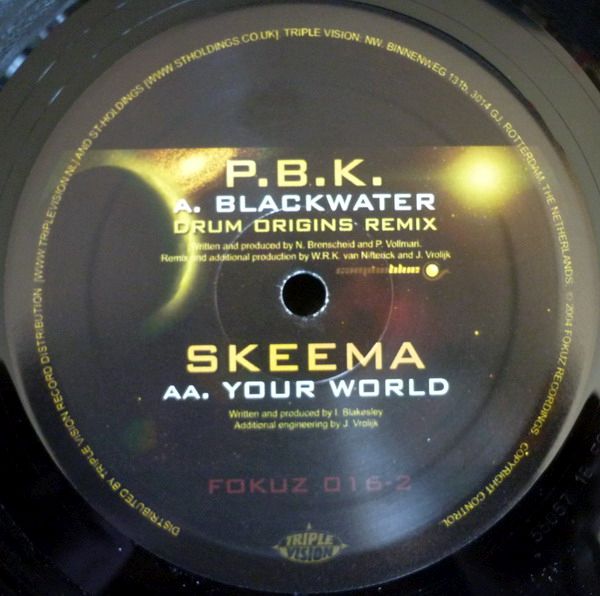 P.B.K.
A. BLACKWATER
DRUM ORIGINS REMIX
Written and produced by N. Brenscheid and P. Vollmari.
Remix and additional production by W.R.K. van Nifterick and J. Vrolijk
SKEEMA
AA. YOUR WORLD
Written and produced by I. Blakesley
Additional engineering by J. Vrolijk
FOKUZ 016-2
TRIPLE
VISION
DISTRIBUTED BY TRIPLE VISION RECORD DISTRIBUTION [WWW.TRIPLEVISION.NL] AND ST-HOLDINGS [WWW.STHOLDINGS.CO.UK] TRIPLE VISION: NW. BINNENWEG 131b, 3014 GJ, ROTTERDAM, THE NETHERLANDS. © 2004 FOKUZ RECORDINGS. COPYRIGHT CONTROL.